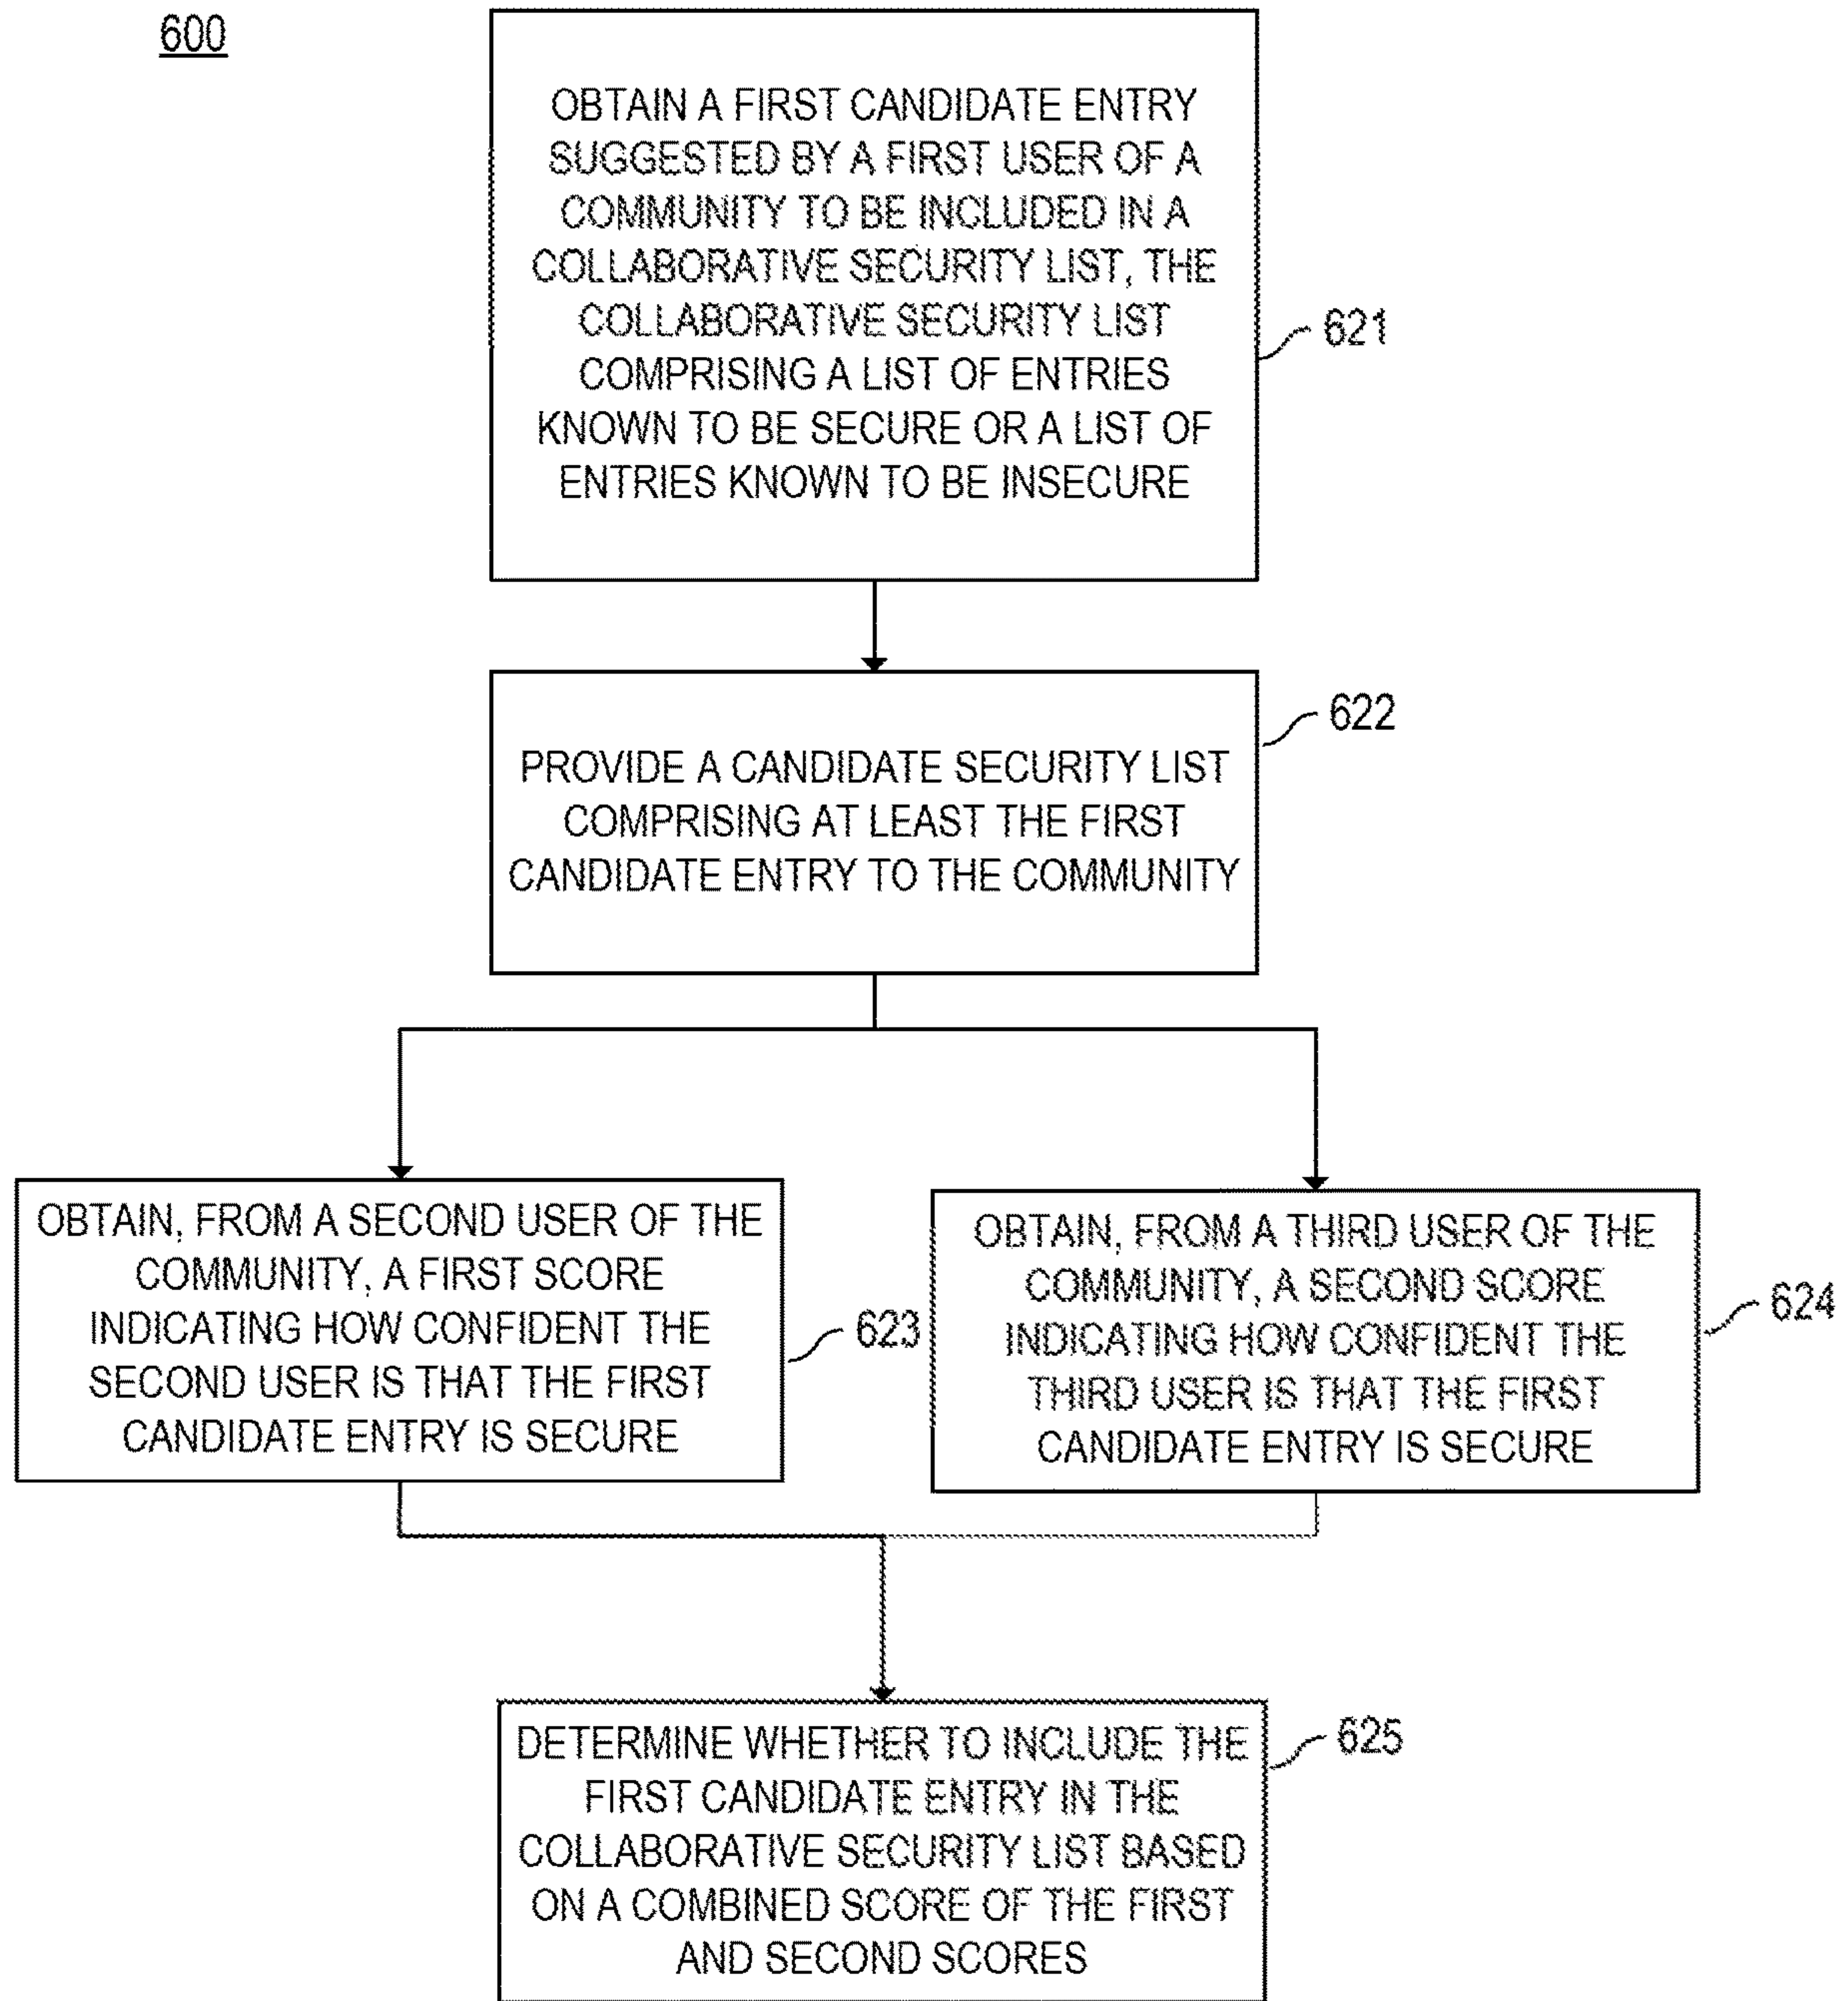 600
OBTAIN A FIRST CANDIDATE ENTRY
SUGGESTED BY A FIRST USER OF A
COMMUNITY TO BE INCLUDED IN A
COLLABORATIVE SECURITY LIST, THE
COLLABORATIVE SECURITY LIST
COMPRISING A LIST OF ENTRIES
KNOWN TO BE SECURE OR A LIST OF
ENTRIES KNOWN TO BE INSECURE
621
PROVIDE A CANDIDATE SECURITY LIST
COMPRISING AT LEAST THE FIRST
CANDIDATE ENTRY TO THE COMMUNITY
622
OBTAIN, FROM A SECOND USER OF THE
COMMUNITY, A FIRST SCORE
INDICATING HOW CONFIDENT THE
SECOND USER IS THAT THE FIRST
CANDIDATE ENTRY IS SECURE
623
OBTAIN, FROM A THIRD USER OF THE
COMMUNITY, A SECOND SCORE
INDICATING HOW CONFIDENT THE
THIRD USER IS THAT THE FIRST
CANDIDATE ENTRY IS SECURE
624
DETERMINE WHETHER TO INCLUDE THE
FIRST CANDIDATE ENTRY IN THE
COLLABORATIVE SECURITY LIST BASED
ON A COMBINED SCORE OF THE FIRST
AND SECOND SCORES
625